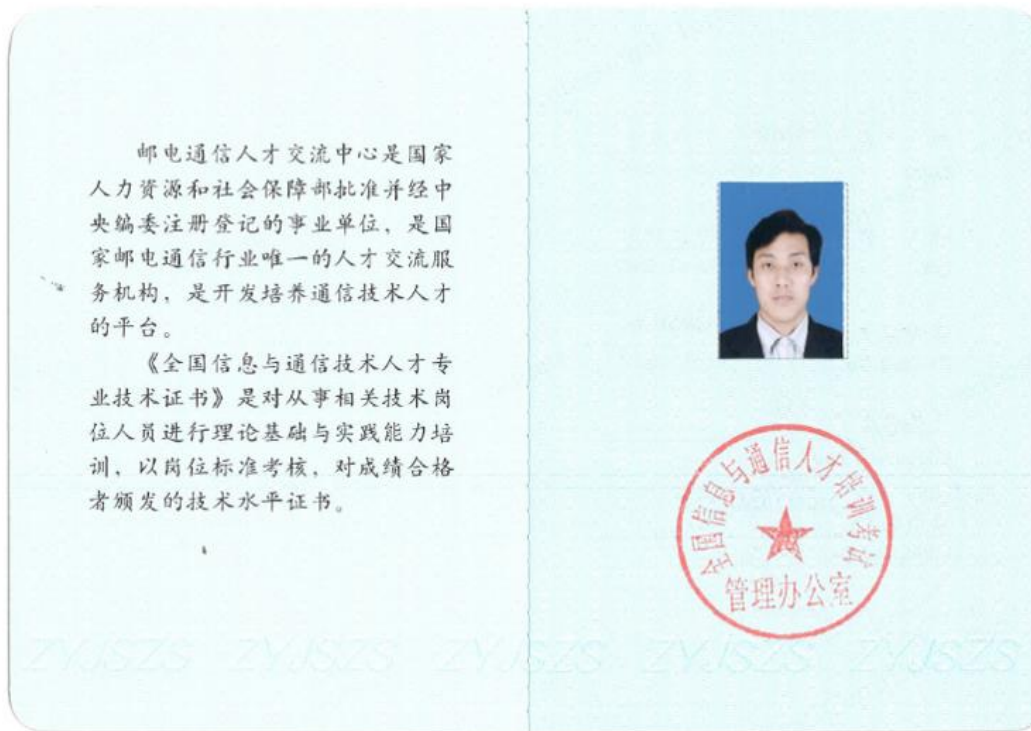 邮电通信人才交流中心是国家
人力资源和社会保障部批准并经中
央编委注册登记的事业单位，是国
家邮电通信行业唯一的人才交流服
务机构，是开发培养通信技术人才
的平台。
《全国信息与通信技术人才专
业技术证书》是对从事相关技术岗
位人员进行理论基础与实践能力培
训，以岗位标准考核，对成绩合格
者颁发的技术水平证书。
全国信息与通信人才培训考试
管理办公室
ZYJSZS ZYJSZS ZYJSZS ZYJSZS ZYJSZS